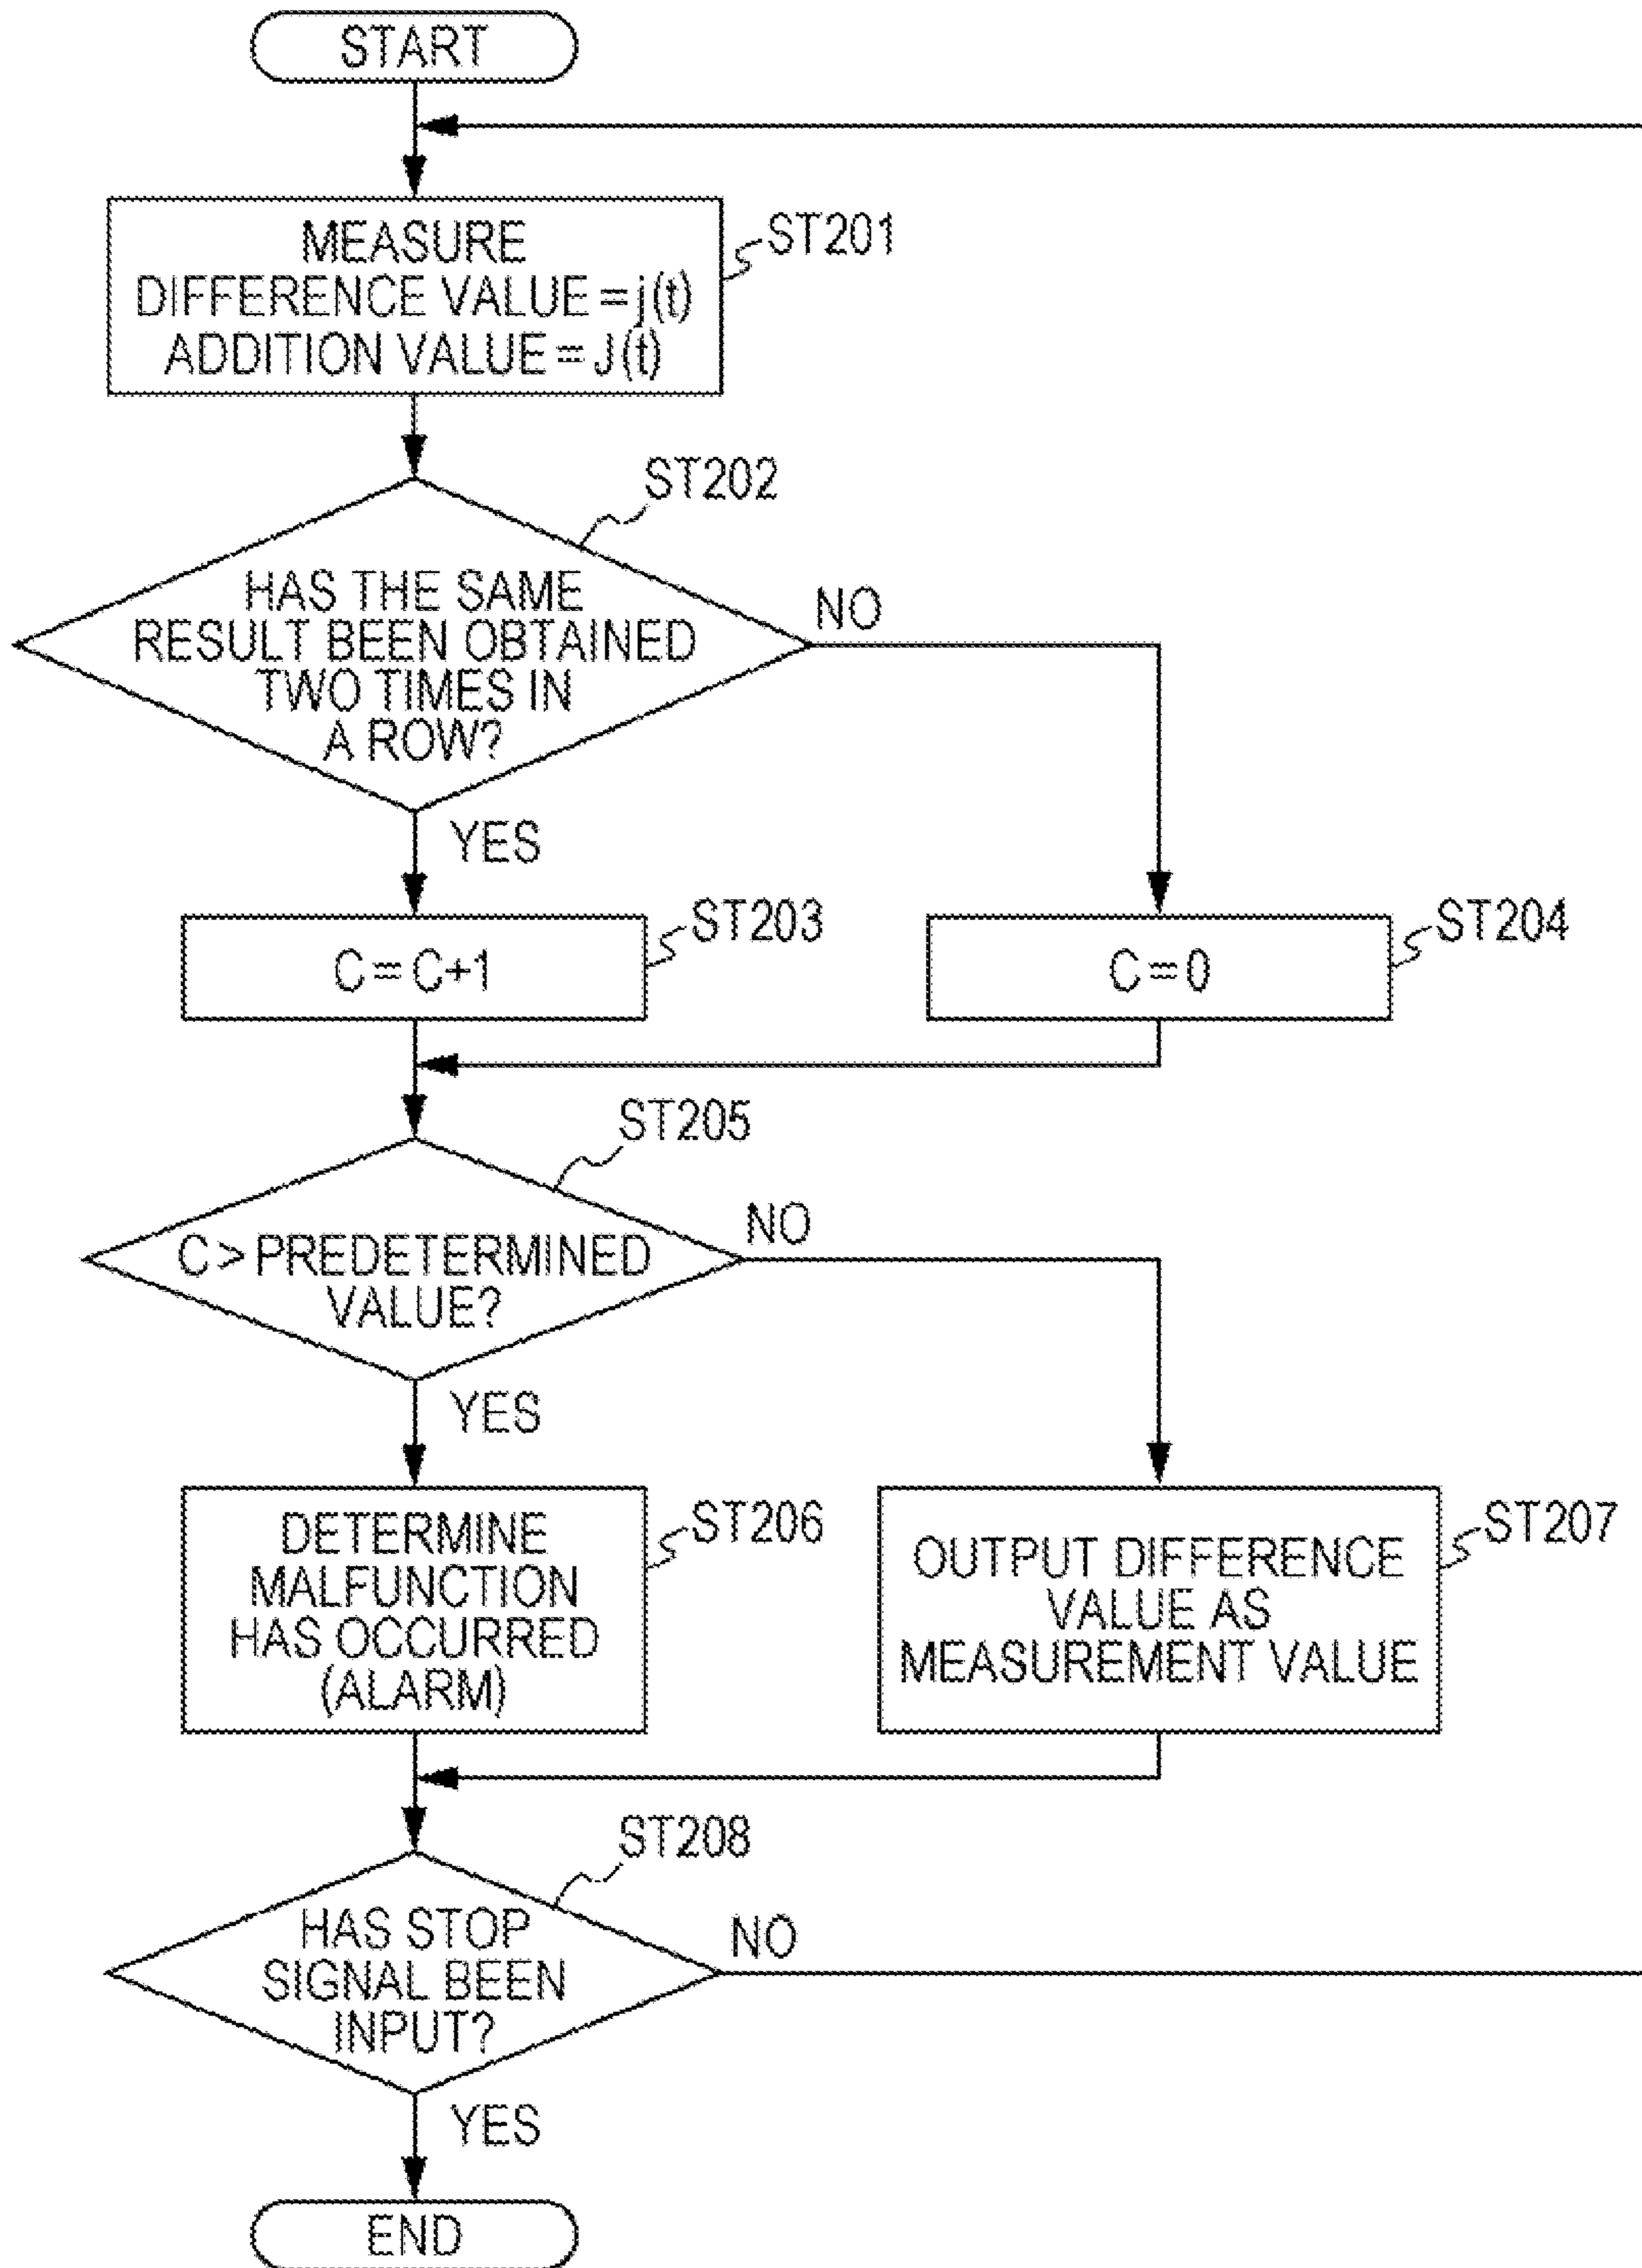 START
MEASURE
DIFFERENCE VALUE = j(t)
ADDITION VALUE = J(t)
ST201
ST202
HAS THE SAME
RESULT BEEN OBTAINED
TWO TIMES IN
A ROW?
NO
YES
C = C+1
ST203
C = 0
ST204
ST205
C > PREDETERMINED
VALUE?
NO
YES
DETERMINE
MALFUNCTION
HAS OCCURRED
(ALARM)
ST206
OUTPUT DIFFERENCE
VALUE AS
MEASUREMENT VALUE
ST207
ST208
HAS STOP
SIGNAL BEEN
INPUT?
NO
YES
END